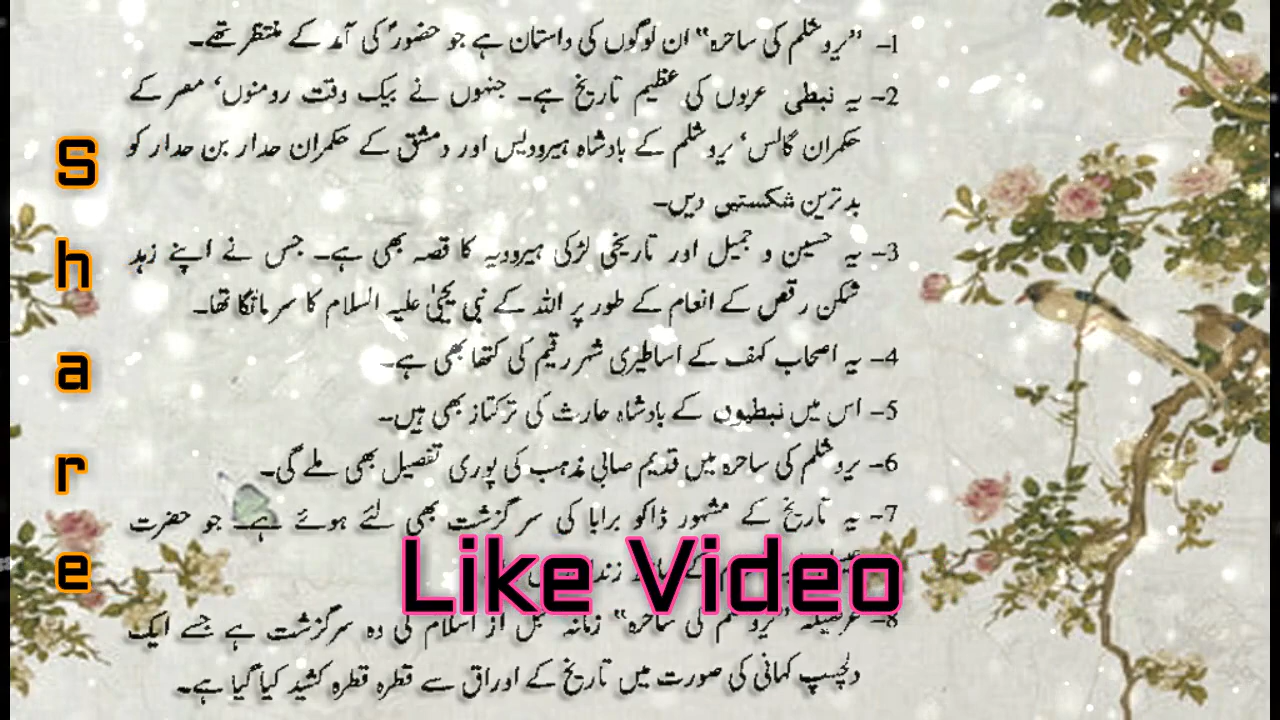 1- ”یروشلم کی ساحرہ“ ان لوگوں کی داستان ہے جو حضورؐ کی آمد کے منتظر تھے۔
2- یہ نبطی عربوں کی عظیم تاریخ ہے۔ جنہوں نے بیک وقت رومنوں، مصر کے
حکمران گالس، یروشلم کے بادشاہ ہیرودیس اور دمشق کے حکمران حدار بن حدار کو
بدترین شکستیں دیں۔
3- یہ حسین و جمیل اور تاریخی لڑکی ہیرودیہ کا قصہ بھی ہے۔ جس نے اپنے زہد
شکن رقص کے انعام کے طور پر اللہ کے نبی یحییٰ علیہ السلام کا سر مانگا تھا۔
4- یہ اصحاب کہف کے اساطیری شہر رقیم کی کتھا بھی ہے۔
5- اس میں نبطیوں کے بادشاہ حارث کی ترکتاز بھی ہیں۔
6- یروشلم کی ساحرہ میں قدیم صابی مذہب کی پوری تفصیل بھی ملے گی۔
7- یہ تاریخ کے مشہور ڈاکو برابا کی سرگزشت بھی لئے ہوئے ہے۔ جو حضرت
کے
8- ”یروشلم کی ساحرہ“ زمانہ قبل از اسلام کی وہ سرگزشت ہے جسے ایک
دلچسپ کہانی کی صورت میں تاریخ کے اوراق سے قطرہ قطرہ کشید کیا گیا ہے۔
Share
Like Video